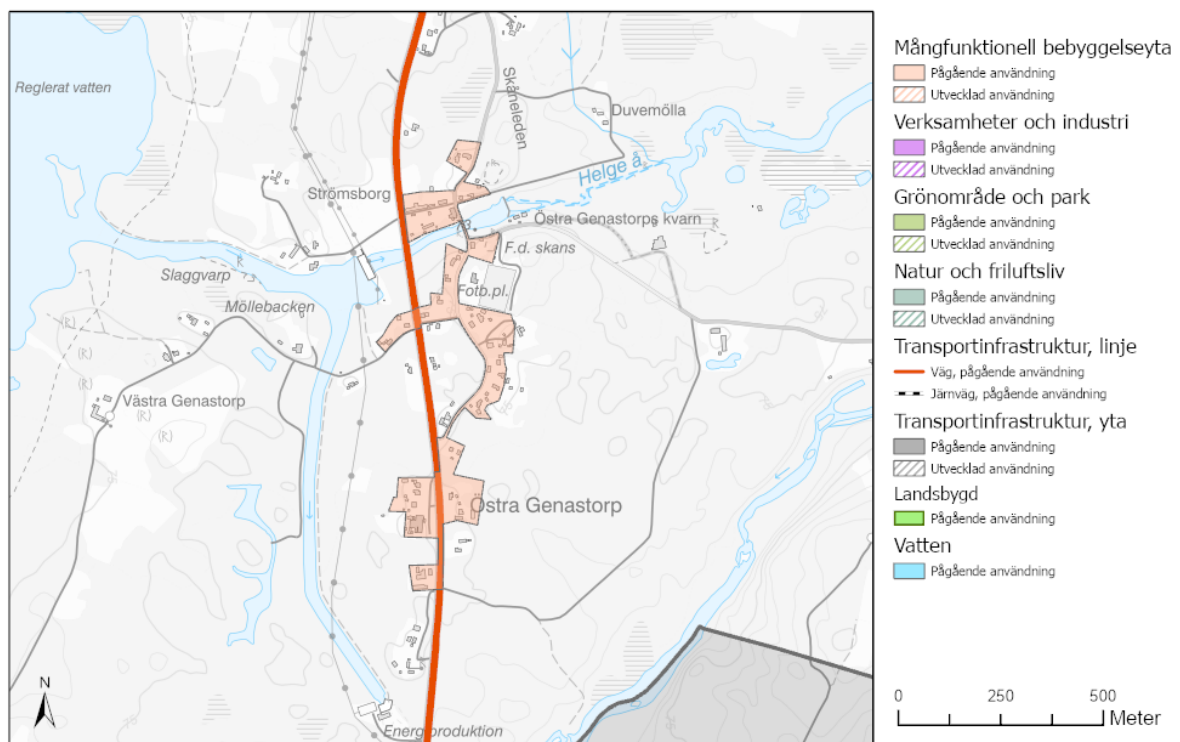 Reglerat vatten
Skåneleden
Duvemölla
Helge å
Strömsborg
Östra Genastorps kvarn
F.d. skans
Slaggvarp
Möllebacken
Fotb.pl.
(R)
(R)
(R)
(R)
Västra Genastorp
Östra Genastorp
Energiproduktion
N
Mångfunktionell bebyggelseyta
Pågående användning
Utvecklad användning
Verksamheter och industri
Pågående användning
Utvecklad användning
Grönområde och park
Pågående användning
Utvecklad användning
Natur och friluftsliv
Pågående användning
Utvecklad användning
Transportinfrastruktur, linje
Väg, pågående användning
Järnväg, pågående användning
Transportinfrastruktur, yta
Pågående användning
Utvecklad användning
Landsbygd
Pågående användning
Vatten
Pågående användning
0 250 500
Meter